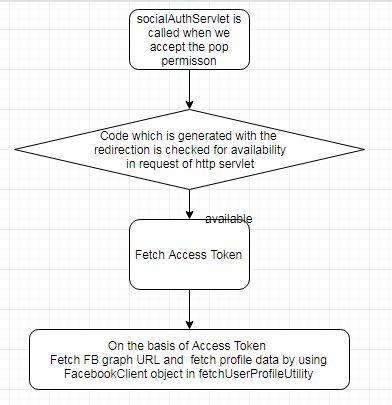 socialAuthServlet is
called when we
accept the pop
permisson
Code which is generated with the
redirection is checked for availability
in request of http servlet
available
Fetch Access Token
On the basis of Access Token
Fetch FB graph URL and fetch profile data by using
FacebookClient object in fetchUserProfileUtility